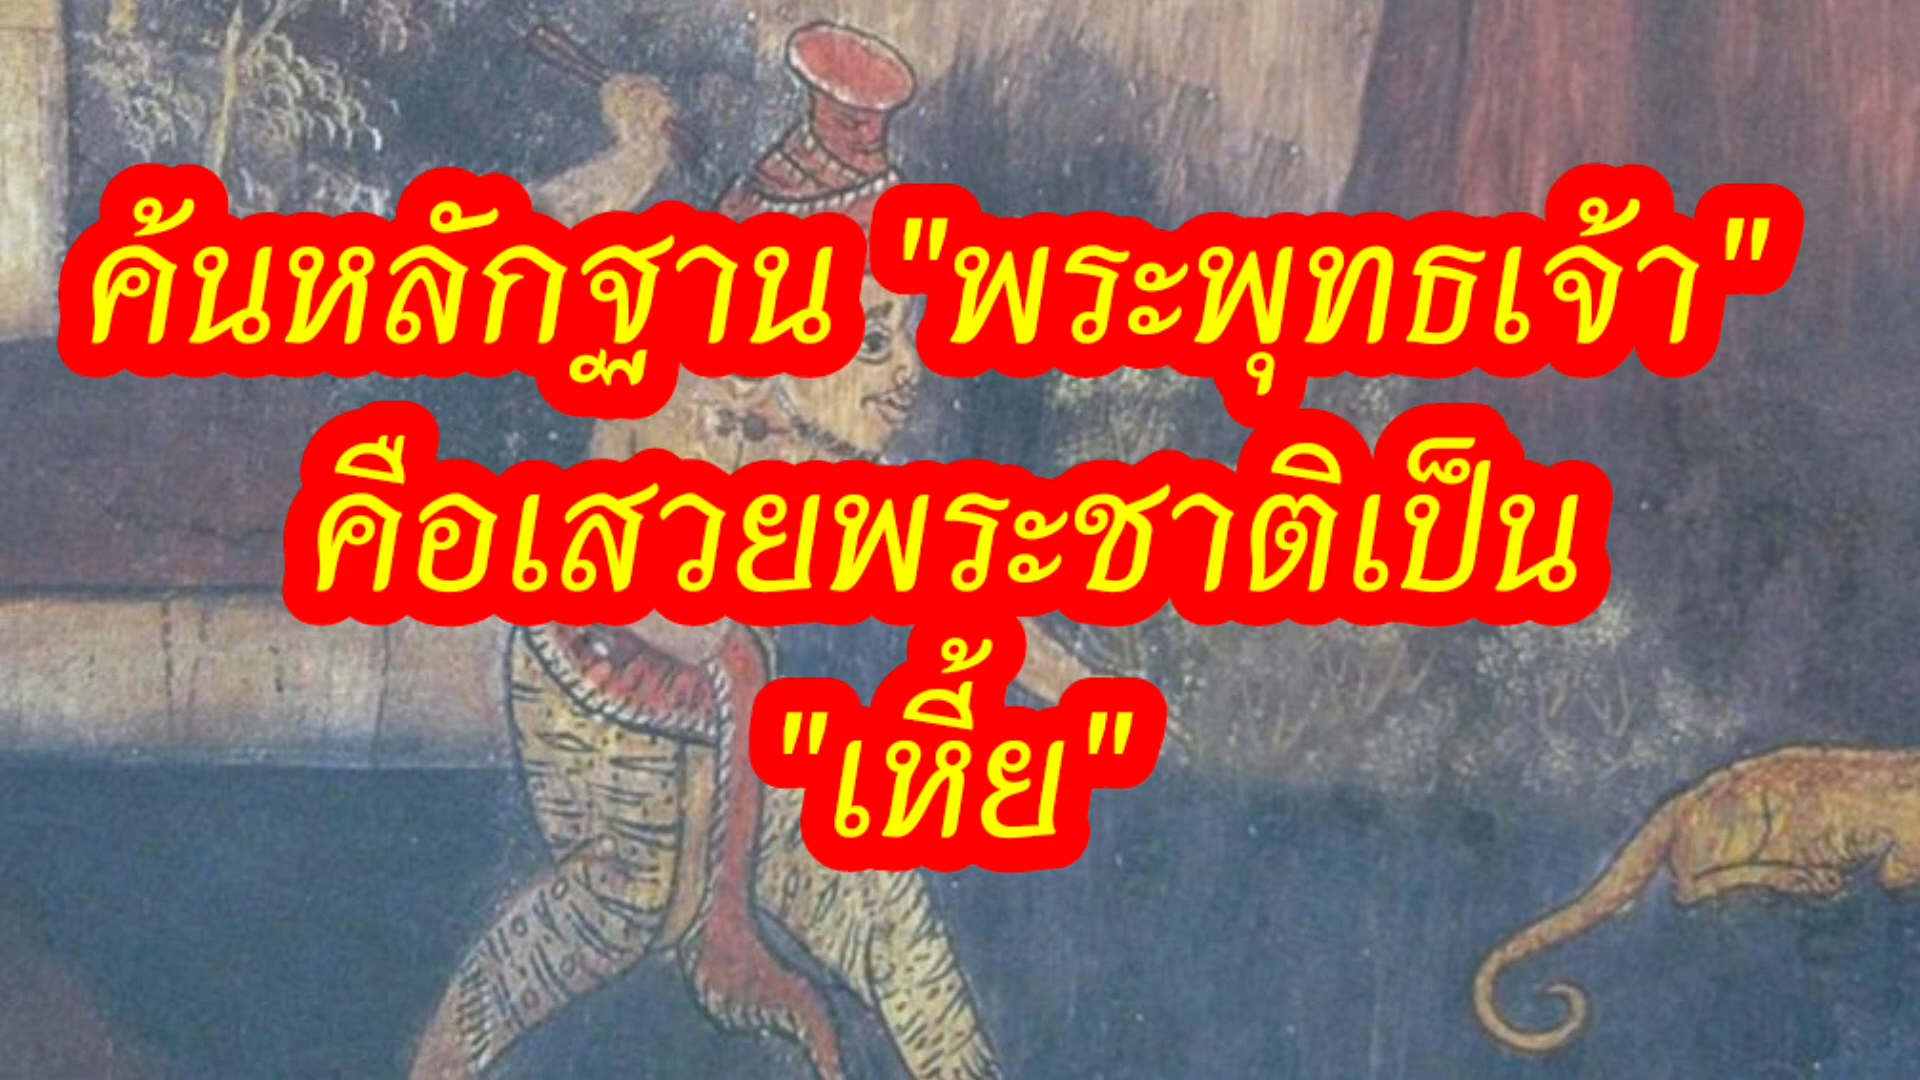 ค้นหลักฐาน "พระพุทธเจ้า"
คือเสวยพระชาติเป็น
"เหี้ย"